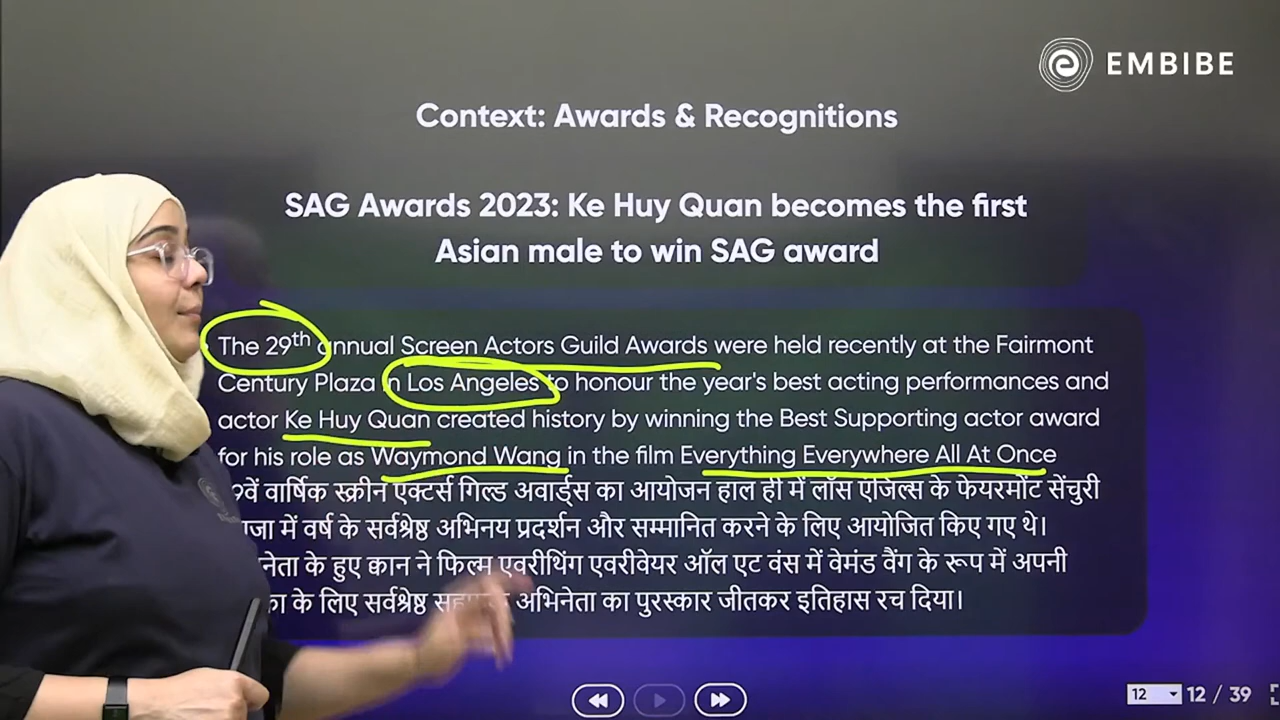 EMBIBE
Context: Awards & Recognitions
SAG Awards 2023: Ke Huy Quan becomes the first
Asian male to win SAG award
The 29th annual Screen Actors Guild Awards were held recently at the Fairmont
Century Plaza in Los Angeles to honour the year's best acting performances and
actor Ke Huy Quan created history by winning the Best Supporting actor award
for his role as Waymond Wang in the film Everything Everywhere All At Once
वार्षिक स्क्रीन एक्टर्स गिल्ड अवार्ड्स का आयोजन हाल ही में लॉस एंजिल्स के फेयरमोंट सेंचुरी
में वर्ष के सर्वश्रेष्ठ अभिनय प्रदर्शन और सम्मानित करने के लिए आयोजित किए गए थे।
के हुए क्वान ने फिल्म एवरीथिंग एवरीवेयर ऑल एट वंस में वेमंड वैंग के रूप में अपनी
के लिए सर्वश्रेष्ठ अभिनेता का पुरस्कार जीतकर इतिहास रच दिया।
12 12 / 39